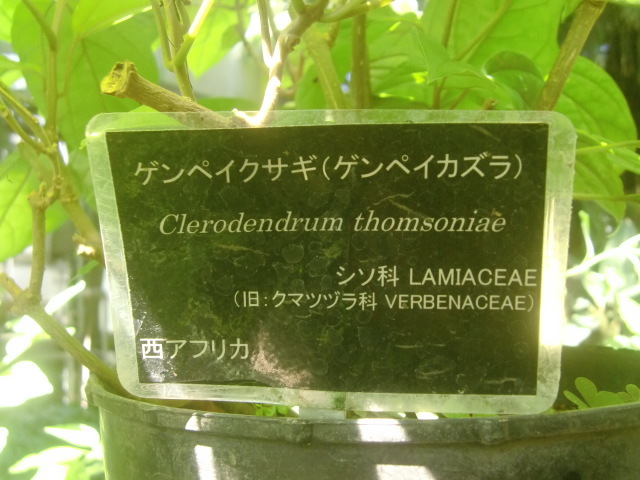 ゲンペイクサギ(ゲンペイカズラ)
Clerodendrum thomsoniae
シソ科 LAMIACEAE
(旧:クマツヅラ科 VERBENACEAE)
西アフリカ